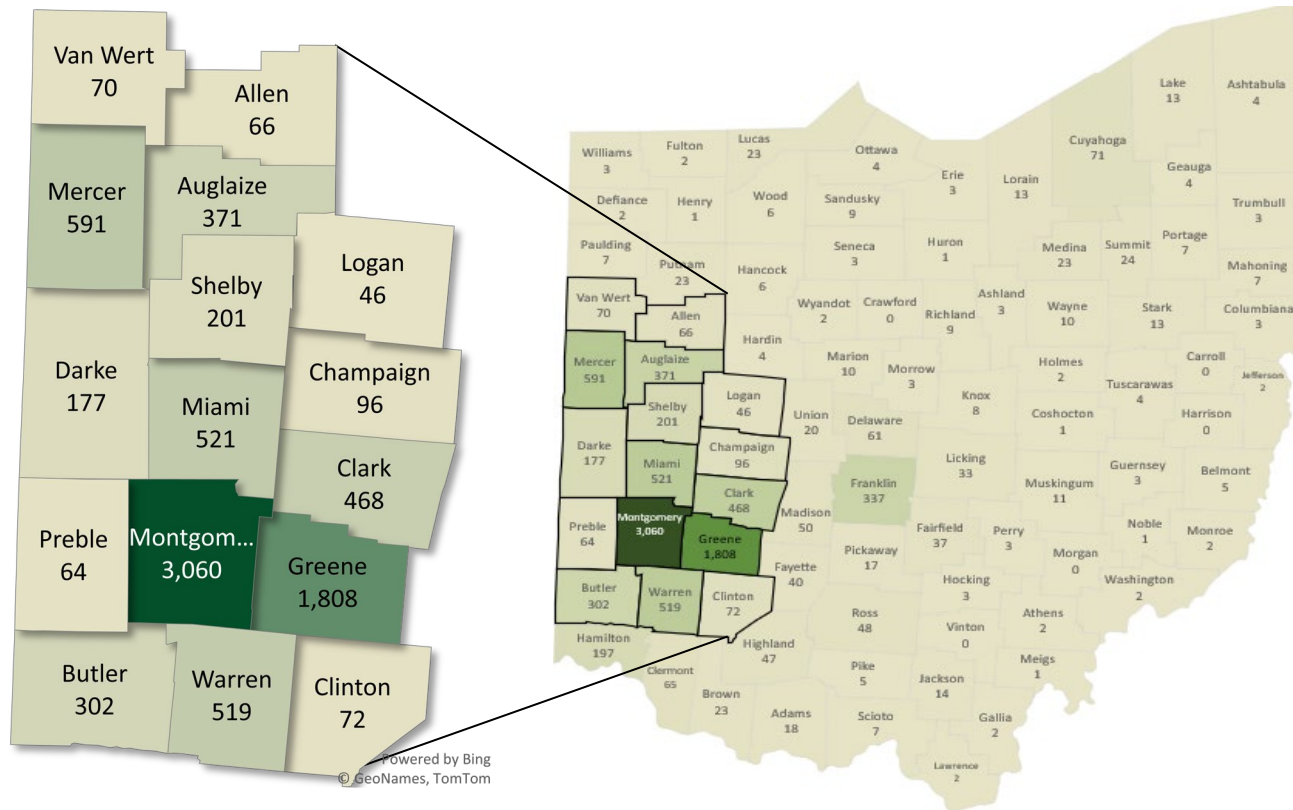 Van Wert
70
Allen
66
Mercer
591
Auglaize
371
Shelby
201
Logan
46
Darke
177
Miami
521
Champaign
96
Clark
468
Preble
64
Montgom...
3,060
Greene
1,808
Butler
302
Warren
519
Clinton
72
Powered by Bing
© GeoNames, TomTom
Williams
3
Fulton
2
Lucas
23
Ottawa
4
Lake
13
Ashtabula
4
Cuyahoga
71
Geauga
4
Erie
3
Lorain
13
Defiance
2
Henry
1
Wood
6
Sandusky
9
Trumbull
3
Paulding
7
Putnam
23
Hancock
6
Seneca
3
Huron
1
Medina
23
Summit
24
Portage
7
Mahoning
7
Van Wert
70
Allen
66
Wyandot
2
Crawford
0
Richland
9
Ashland
3
Wayne
10
Stark
13
Columbiana
3
Mercer
591
Auglaize
371
Hardin
4
Marion
10
Morrow
3
Holmes
2
Carroll
0
Jefferson
2
Tuscarawas
4
Shelby
201
Logan
46
Union
20
Delaware
61
Knox
8
Coshocton
1
Harrison
0
Darke
177
Miami
521
Champaign
96
Clark
468
Licking
33
Franklin
337
Muskingum
11
Guernsey
3
Belmont
5
Preble
64
Montgomery
3,060
Greene
1,808
Madison
50
Pickaway
17
Fairfield
37
Perry
3
Morgan
0
Noble
1
Monroe
2
Butler
302
Warren
519
Clinton
72
Fayette
40
Hocking
3
Washington
2
Athens
2
Ross
48
Vinton
0
Hamilton
197
Clermont
65
Highland
47
Pike
5
Jackson
14
Meigs
1
Brown
23
Adams
18
Scioto
7
Gallia
2
Lawrence
2